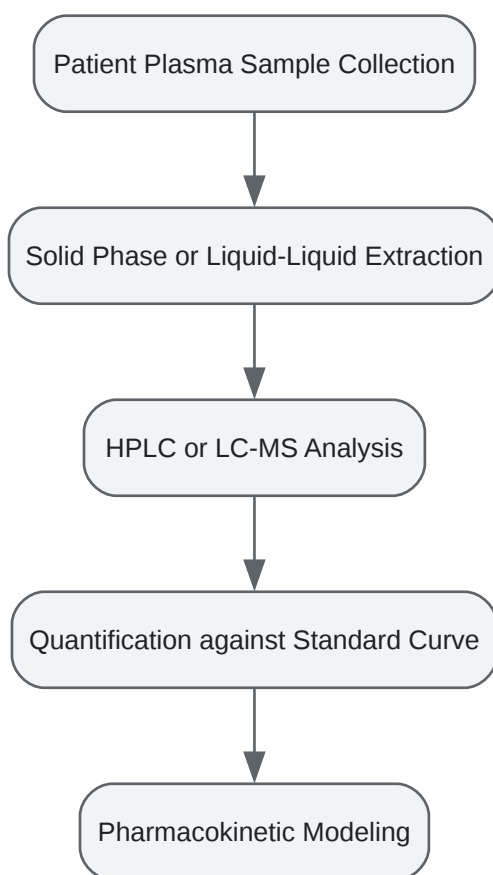 Patient Plasma Sample Collection
Solid Phase or Liquid-Liquid Extraction
HPLC or LC-MS Analysis
Quantification against Standard Curve
Pharmacokinetic Modeling